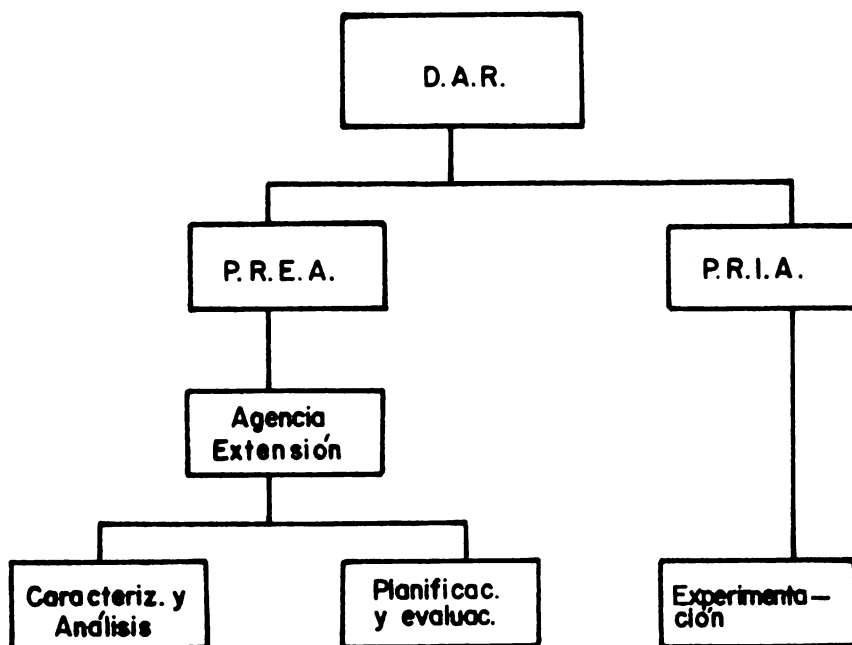 D.A.R.
P.R.E.A.
P.R.I.A.
Agencia
Extensión
Caracteriz. y
Análisis
Planificac.
y evaluac.
Experimenta—
ción